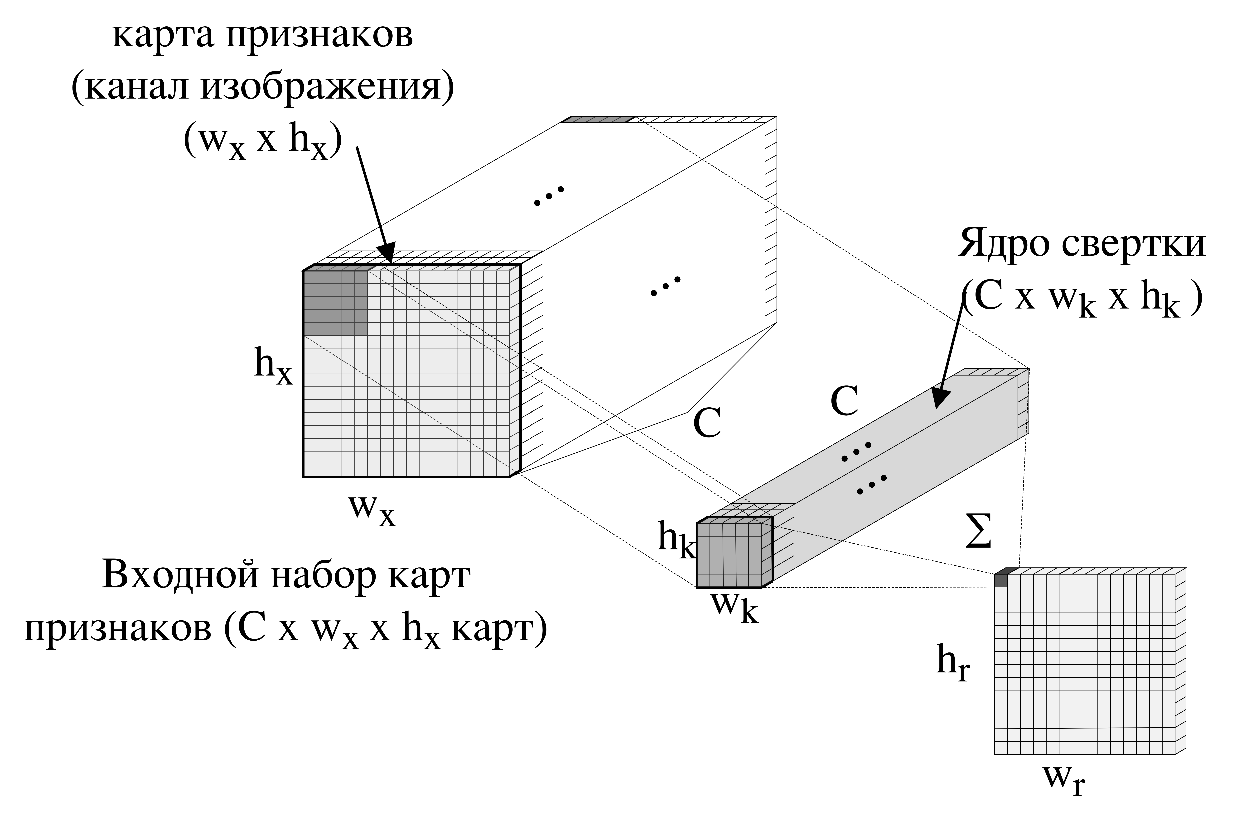 карта признаков
(канал изображения)
(wx x hx)
Ядро свертки
(C x wk x hk )
hx
C
C
wx
hk
Σ
wk
Входной набор карт
признаков (C x wx x hx карт)
hr
wr